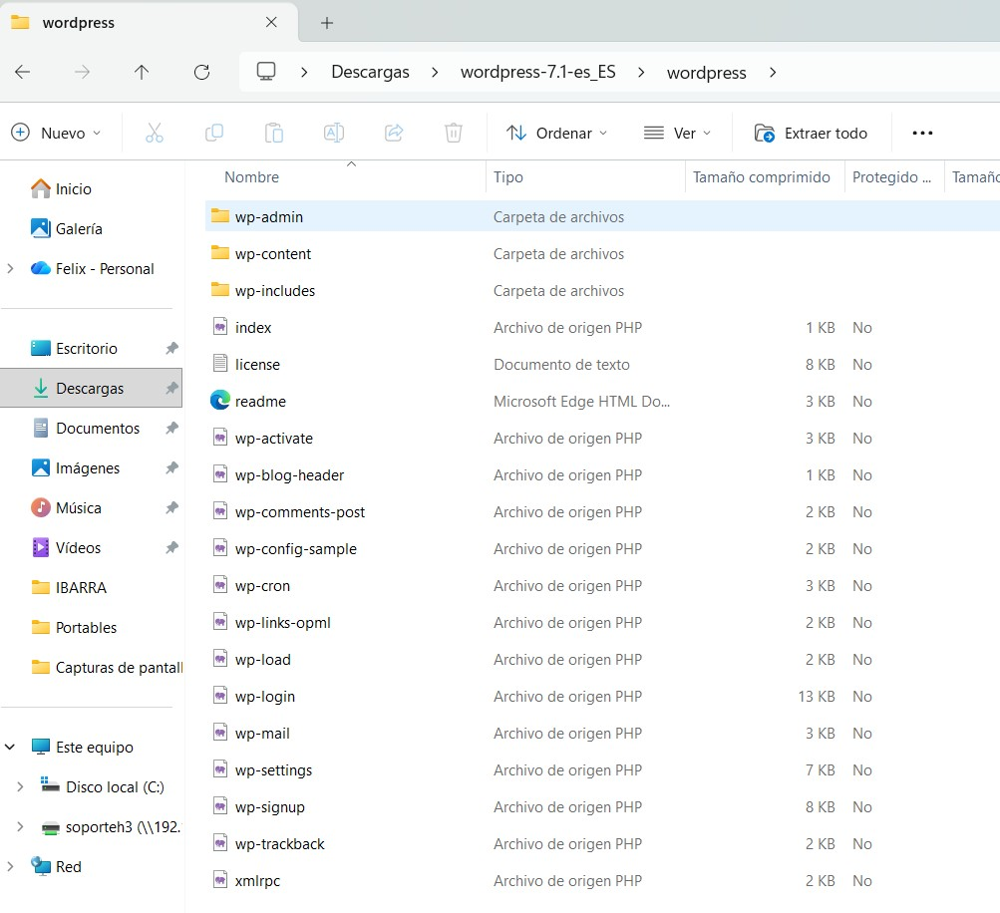 wordpress
Descargas > wordpress-7.1-es_ES > wordpress >
Nuevo Ordenar Ver Extraer todo ...
Nombre Tipo Tamaño comprimido Protegido ... Tamaño
Inicio
Galería
Felix - Personal
Escritorio
Descargas
Documentos
Imágenes
Música
Vídeos
IBARRA
Portables
Capturas de pantall
Este equipo
Disco local (C:)
soporteh3 (\\192.
Red
wp-admin Carpeta de archivos
wp-content Carpeta de archivos
wp-includes Carpeta de archivos
index Archivo de origen PHP 1 KB No
license Documento de texto 8 KB No
readme Microsoft Edge HTML Do... 3 KB No
wp-activate Archivo de origen PHP 3 KB No
wp-blog-header Archivo de origen PHP 1 KB No
wp-comments-post Archivo de origen PHP 2 KB No
wp-config-sample Archivo de origen PHP 2 KB No
wp-cron Archivo de origen PHP 3 KB No
wp-links-opml Archivo de origen PHP 2 KB No
wp-load Archivo de origen PHP 2 KB No
wp-login Archivo de origen PHP 13 KB No
wp-mail Archivo de origen PHP 3 KB No
wp-settings Archivo de origen PHP 7 KB No
wp-signup Archivo de origen PHP 8 KB No
wp-trackback Archivo de origen PHP 2 KB No
xmlrpc Archivo de origen PHP 2 KB No